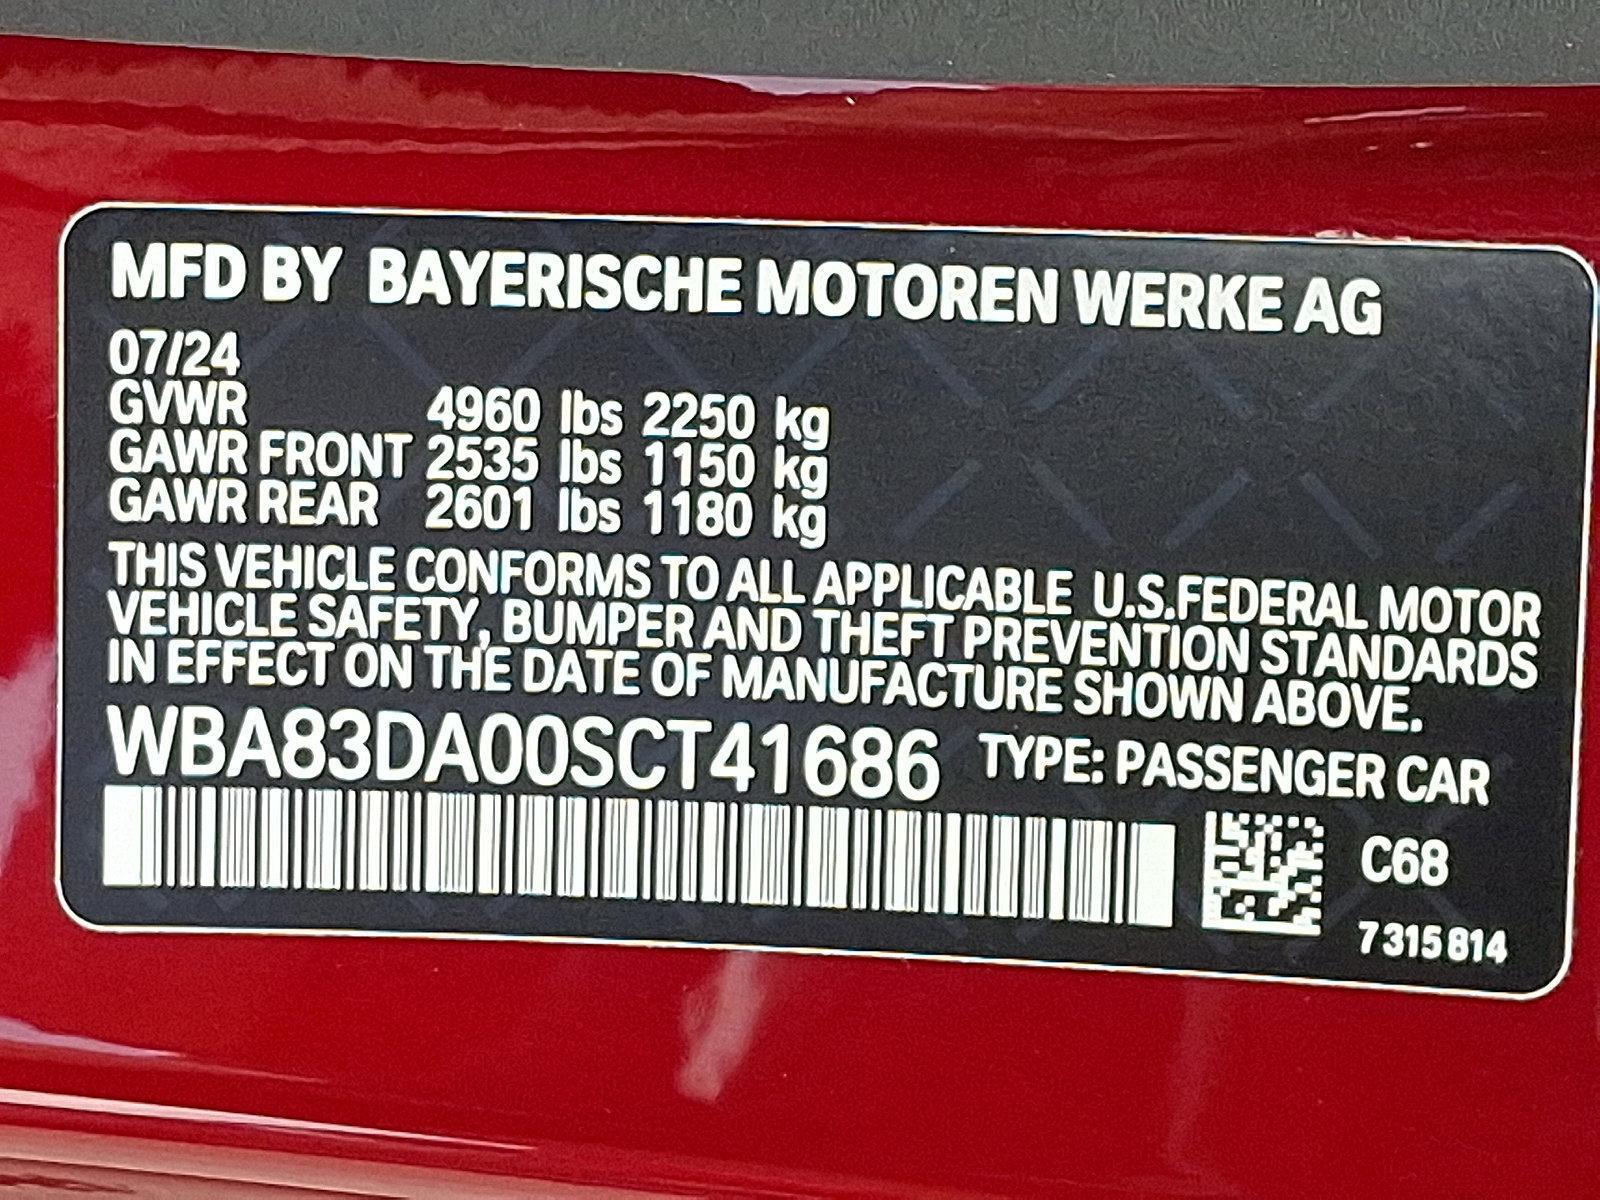 MFD BY BAYERISCHE MOTOREN WERKE AG
07/24
GVWR 4960 lbs 2250 kg
GAWR FRONT 2535 lbs 1150 kg
GAWR REAR 2601 lbs 1180 kg
THIS VEHICLE CONFORMS TO ALL APPLICABLE U.S.FEDERAL MOTOR
VEHICLE SAFETY, BUMPER AND THEFT PREVENTION STANDARDS
IN EFFECT ON THE DATE OF MANUFACTURE SHOWN ABOVE.
WBA83DA00SCT41686 TYPE: PASSENGER CAR
C68
7 315 814